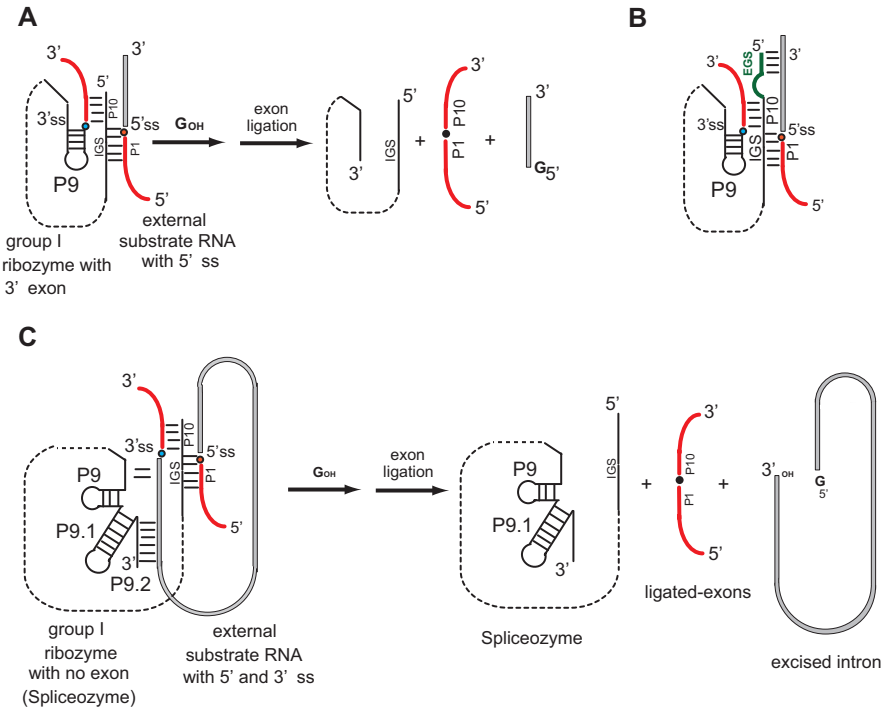 A
3'
5'
3'
P10
3'ss
5'ss
IGS
P1
P9
5'
group I
ribozyme with
3' exon
external
substrate RNA
with 5' ss
GOH
exon
ligation
3'
5'
IGS
+
3'
P10
P1
5'
+
3'
G5'
B
5'
3'
EGS
3'
P10
3'ss
5'ss
IGS
P1
P9
5'
C
3'
P10
3'ss
5'ss
IGS
P1
P9
P9.1
3'
P9.2
5'
group I
ribozyme
with no exon
(Spliceozyme)
external
substrate RNA
with 5' and 3' ss
GOH
exon
ligation
5'
IGS
P9
P9.1
3'
Spliceozyme
+
3'
P10
P1
5'
ligated-exons
+
3' OH
G
5'
excised intron